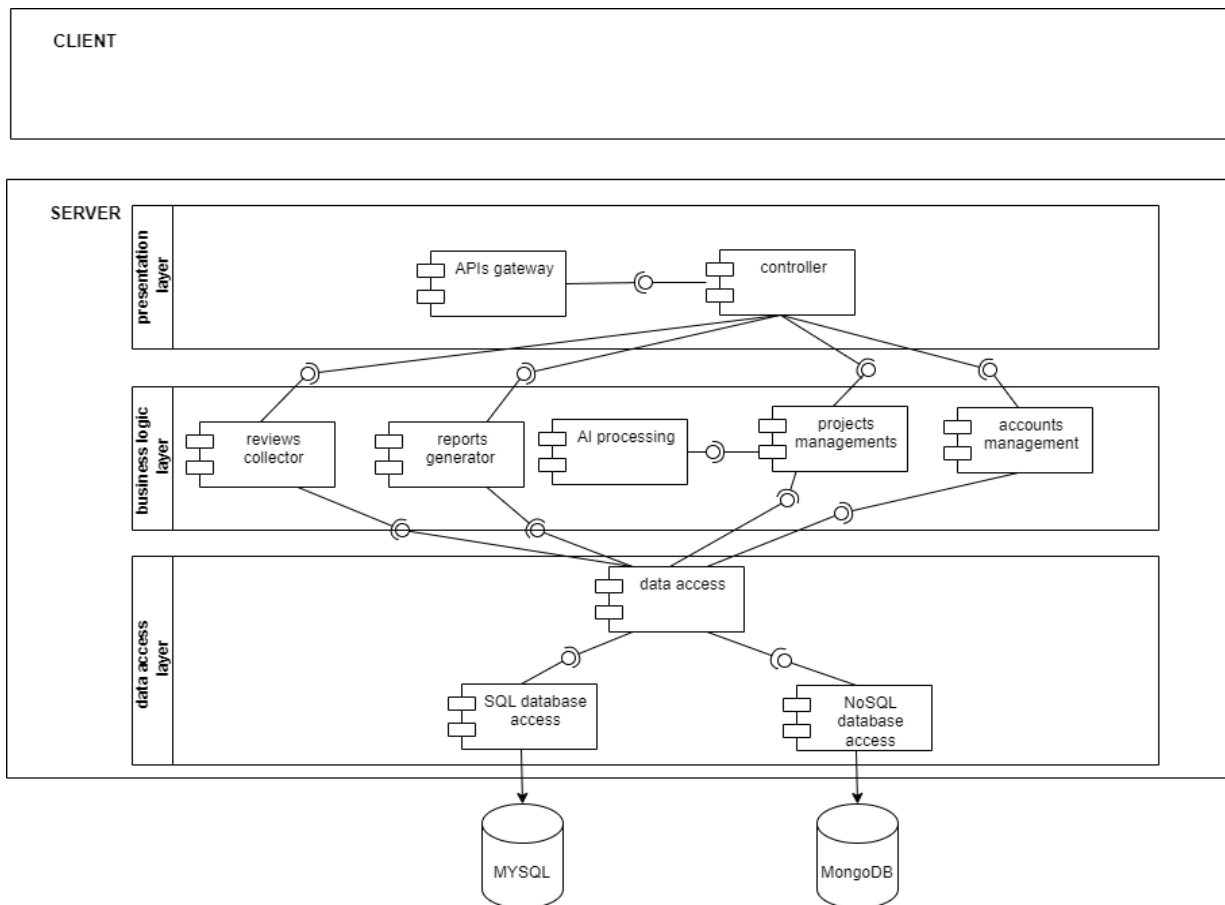 CLIENT
SERVER
presentation
layer
APIs gateway
controller
business logic
layer
reviews
collector
reports
generator
AI processing
projects
managements
accounts
management
data access
layer
data access
SQL database
access
NoSQL
database
access
MYSQL
MongoDB